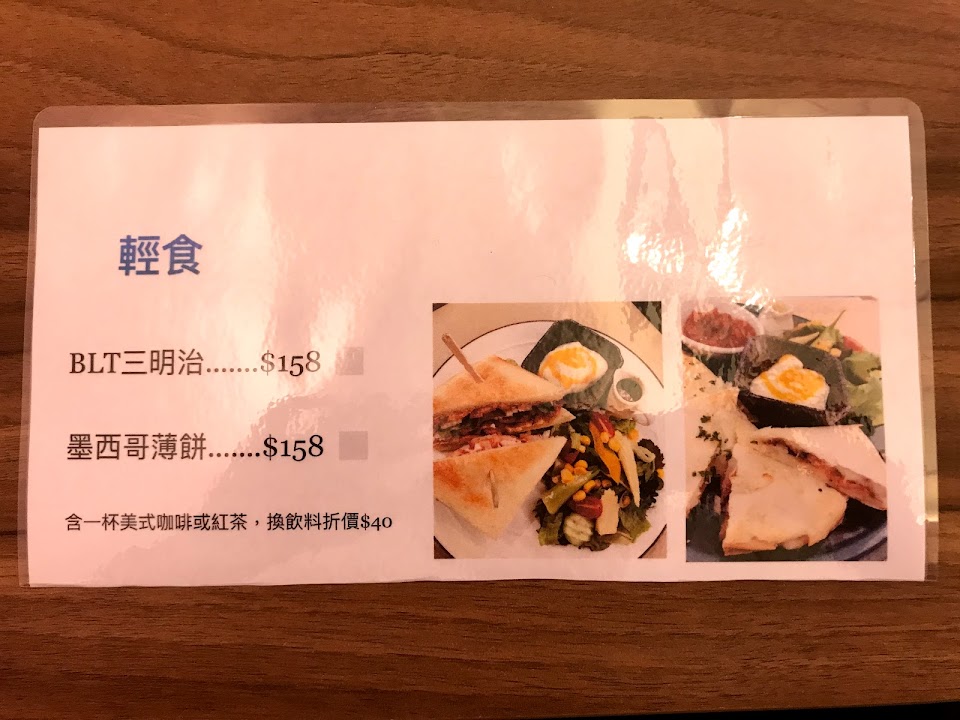 輕食
BLT三明治.......$158
墨西哥薄餅.......$158
含一杯美式咖啡或紅茶，換飲料折價$40